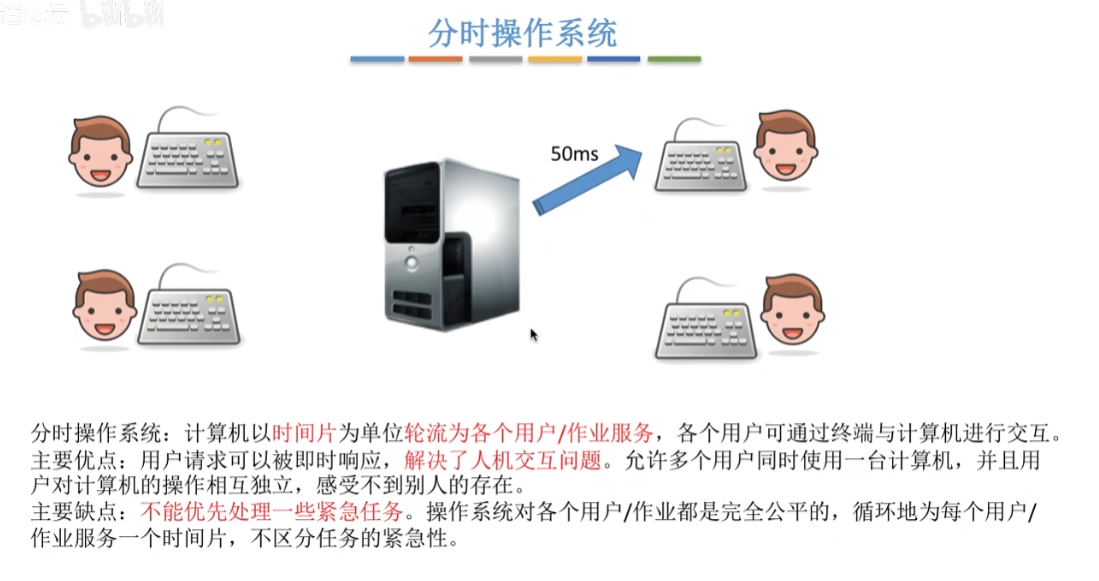 bilibili
分时操作系统
50ms
分时操作系统：计算机以时间片为单位轮流为各个用户/作业服务，各个用户可通过终端与计算机进行交互。
主要优点：用户请求可以被即时响应，解决了人机交互问题。允许多个用户同时使用一台计算机，并且用
户对计算机的操作相互独立，感受不到别人的存在。
主要缺点：不能优先处理一些紧急任务。操作系统对各个用户/作业都是完全公平的，循环地为每个用户/
作业服务一个时间片，不区分任务的紧急性。